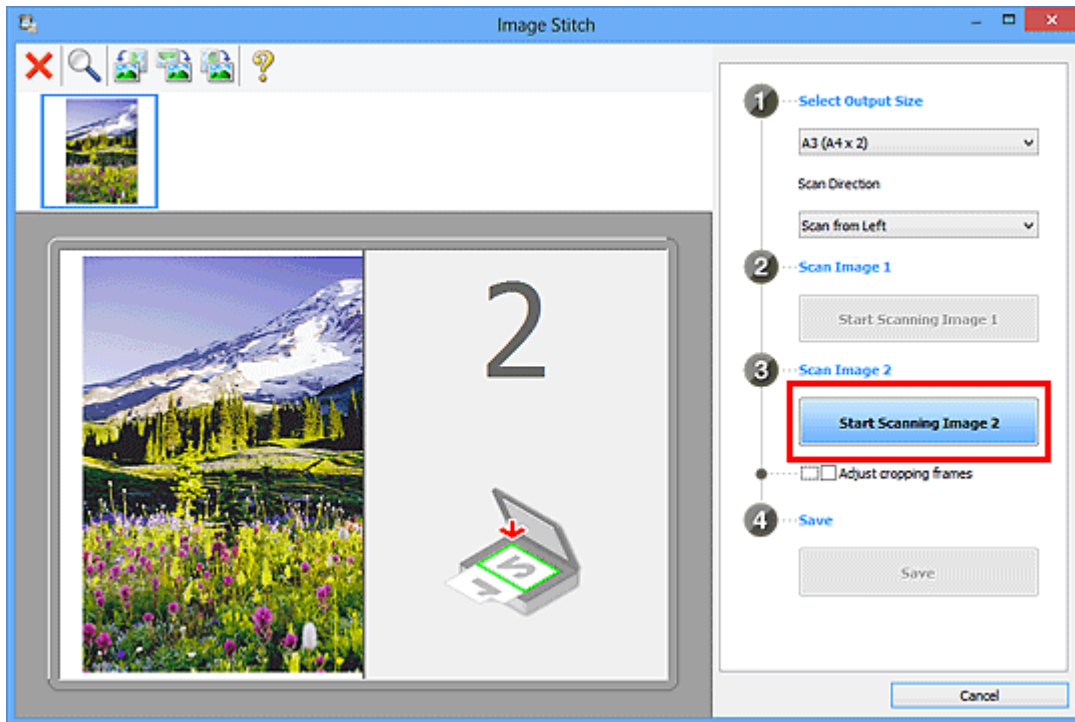 Image Stitch
1
Select Output Size
A3 (A4 x 2)
Scan Direction
Scan from Left
2
Scan Image 1
Start Scanning Image 1
3
Scan Image 2
Start Scanning Image 2
Adjust cropping frames
4
Save
Save
Cancel
2
1 2